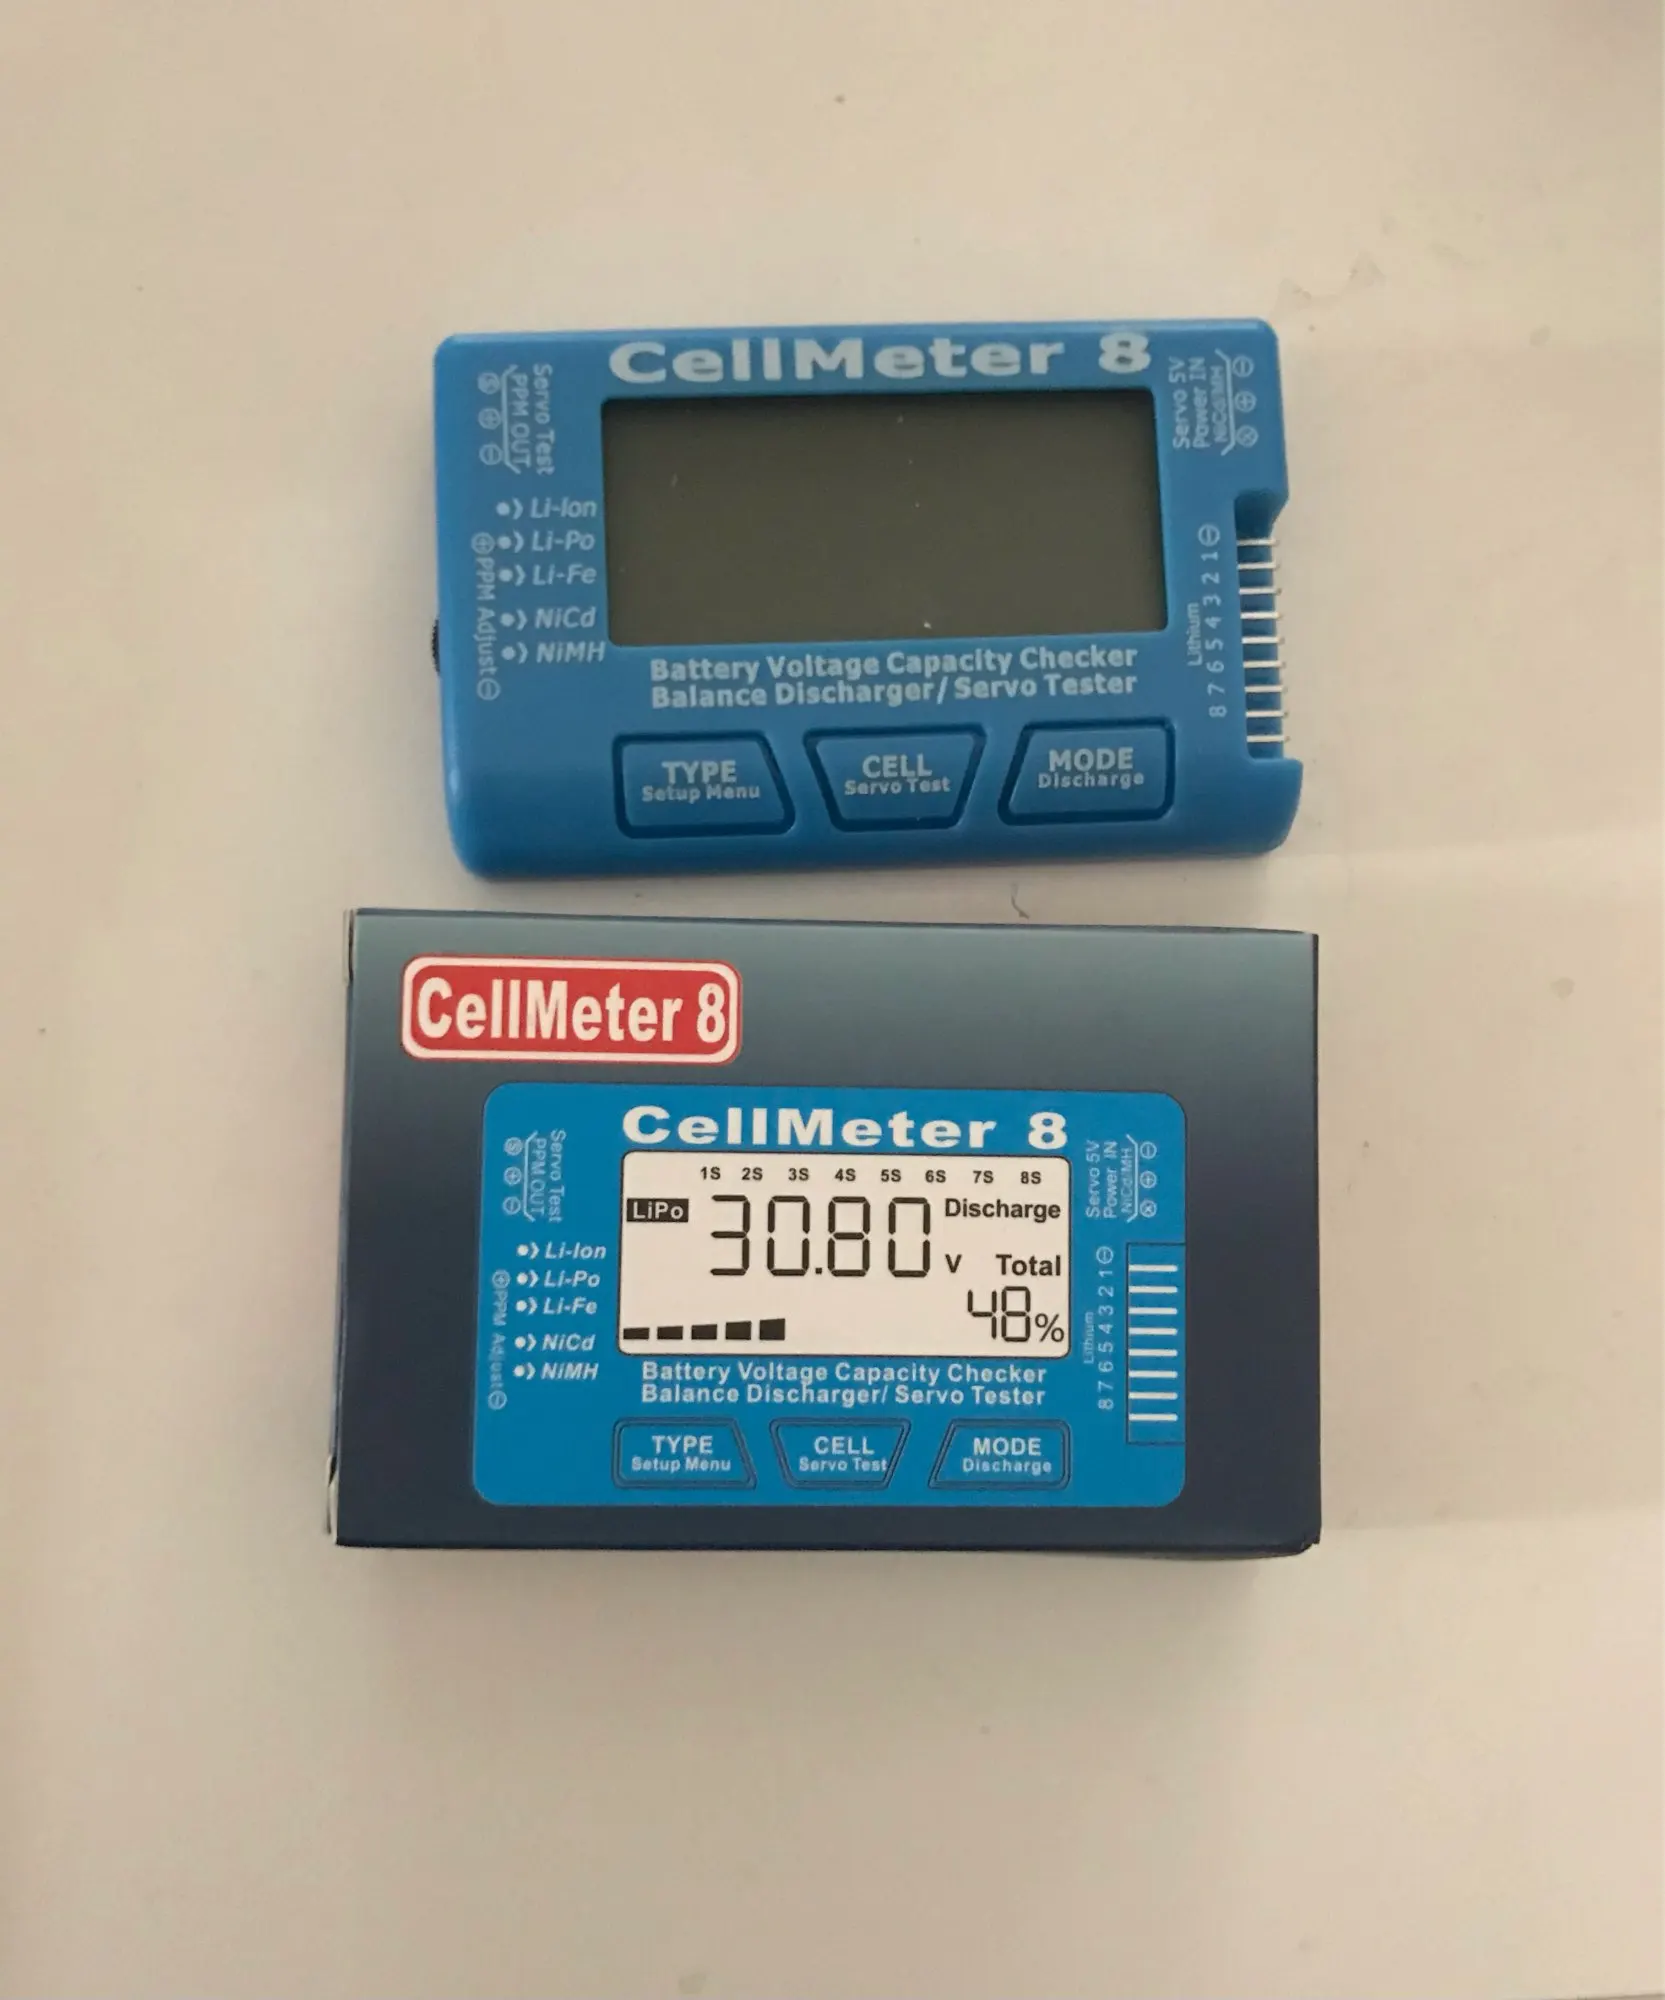 CellMeter 8
Servo Test
PPM OUT
Li-Ion
Li-Po
Li-Fe
NiCd
NiMH
PPM Adjust
Servo 5V
Power IN
NiCd/MH
Lithium
8 7 6 5 4 3 2 1
Battery Voltage Capacity Checker
Balance Discharger/ Servo Tester
TYPE
Setup Menu
CELL
Servo Test
MODE
Discharge
CellMeter 8
CellMeter 8
Servo Test
PPM OUT
Li-Ion
Li-Po
Li-Fe
NiCd
NiMH
PPM Adjust
1S 2S 3S 4S 5S 6S 7S 8S
LiPo 30.80 V Discharge
Total
48%
Servo 5V
Power IN
NiCd/MH
Lithium
8 7 6 5 4 3 2 1
Battery Voltage Capacity Checker
Balance Discharger/ Servo Tester
TYPE
Setup Menu
CELL
Servo Test
MODE
Discharge